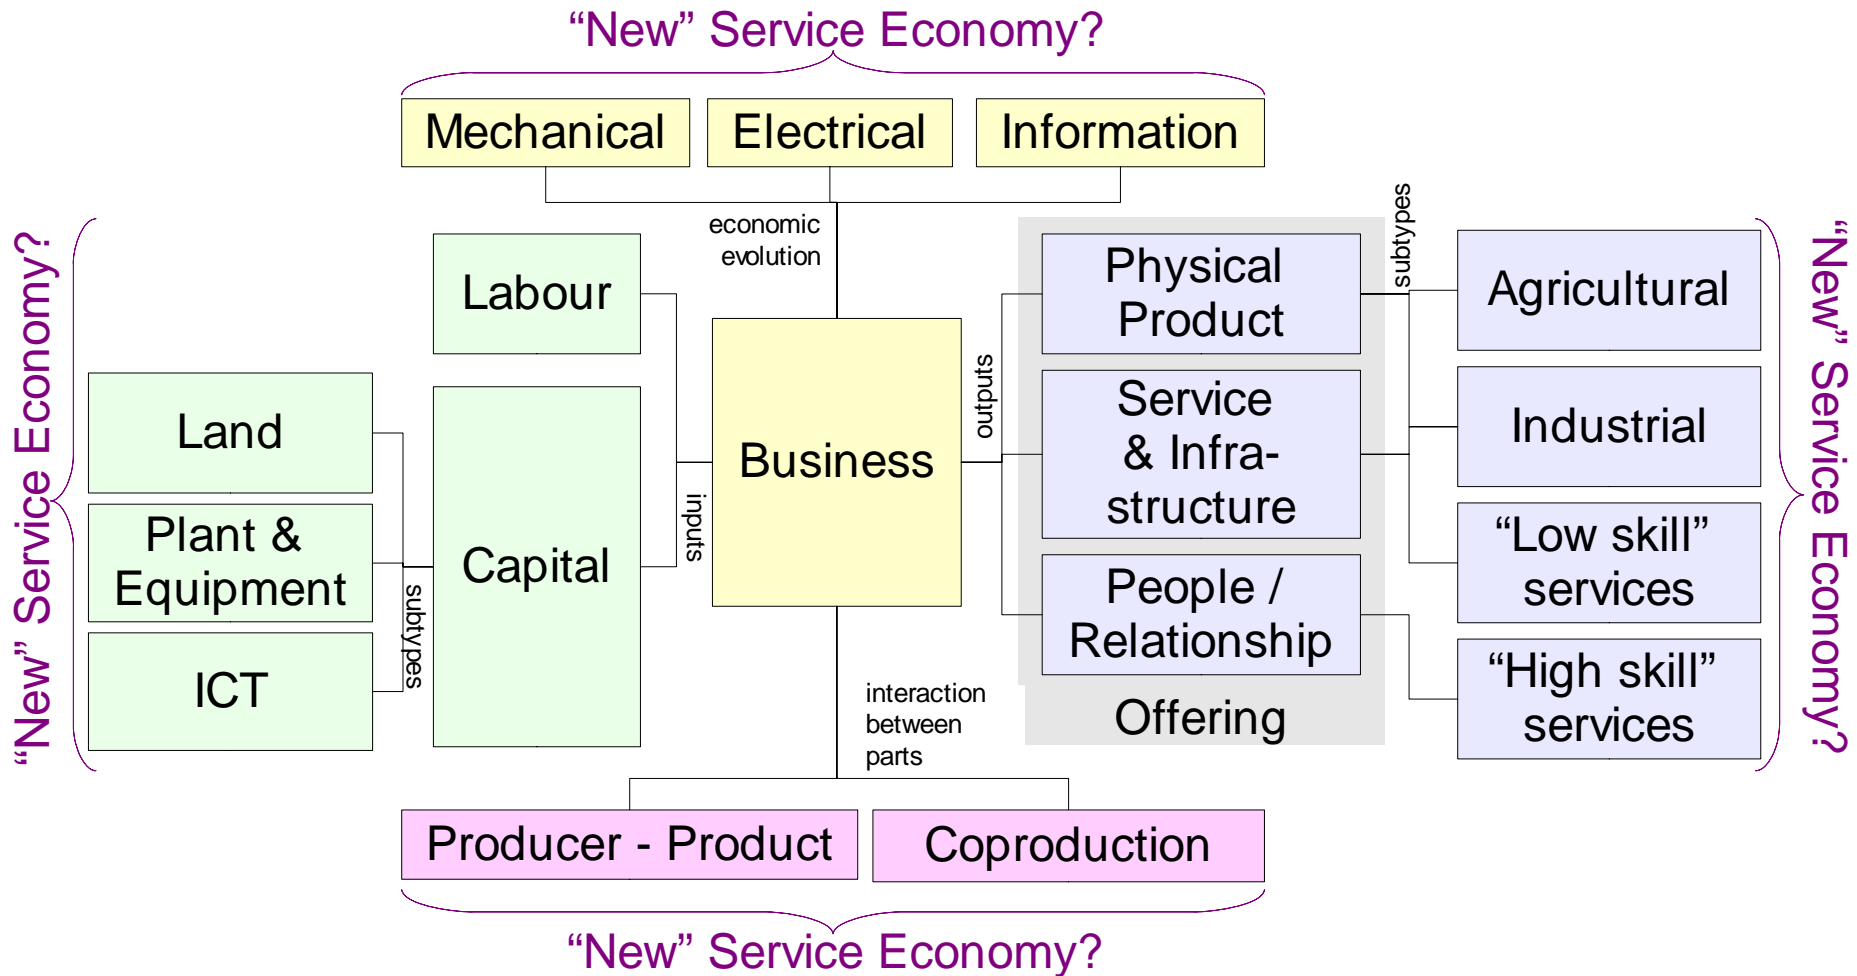 “New” Service Economy?
Mechanical
Electrical
Information
economic
evolution
“New” Service Economy?
Labour
Land
Plant &
Equipment
ICT
subtypes
Capital
inputs
Business
outputs
Physical
Product
Service
& Infra-
structure
People /
Relationship
Offering
subtypes
Agricultural
Industrial
“Low skill”
services
“High skill”
services
“New” Service Economy?
interaction
between
parts
Producer - Product
Coproduction
“New” Service Economy?